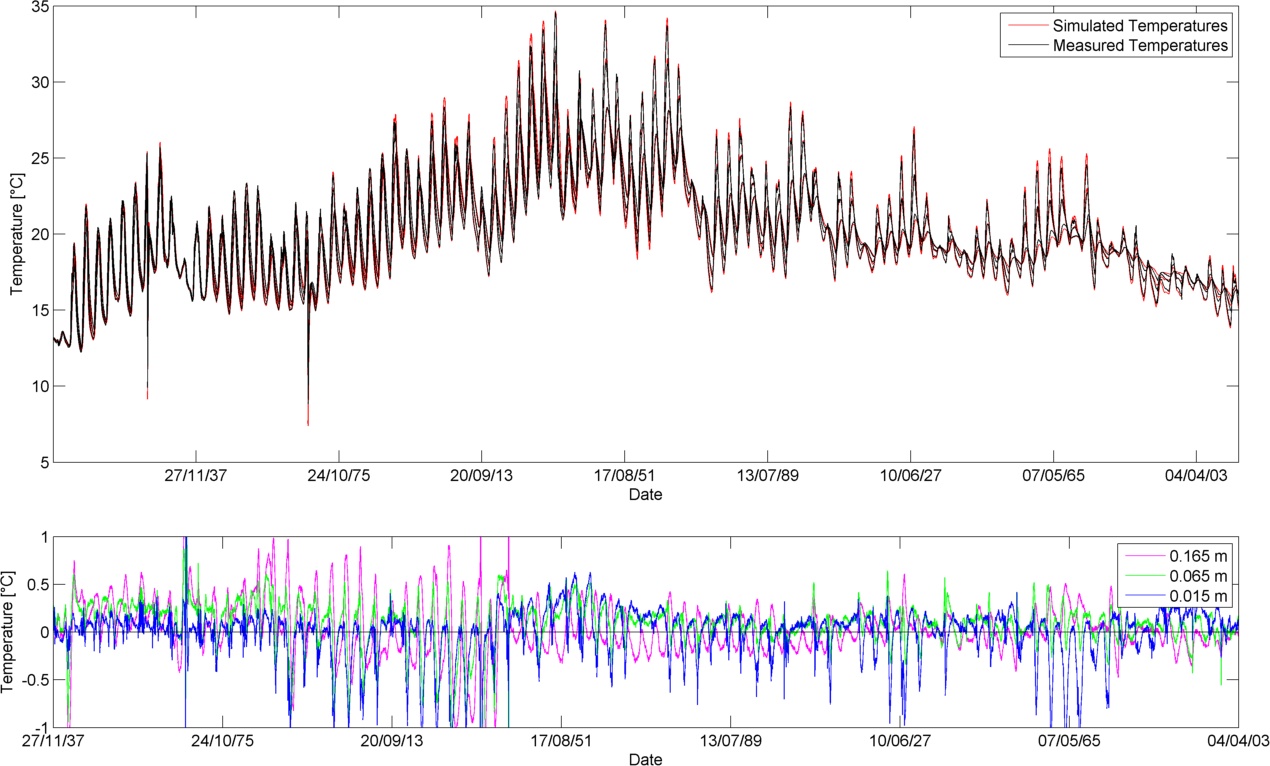 35
30
25
20
15
10
5
Temperature [°C]
Simulated Temperatures
Measured Temperatures
27/11/37 24/10/75 20/09/13 17/08/51 13/07/89 10/06/27 07/05/65 04/04/03
Date
1
0.5
0
-0.5
-1
Temperature [°C]
0.165 m
0.065 m
0.015 m
27/11/37 24/10/75 20/09/13 17/08/51 13/07/89 10/06/27 07/05/65 04/04/03
Date